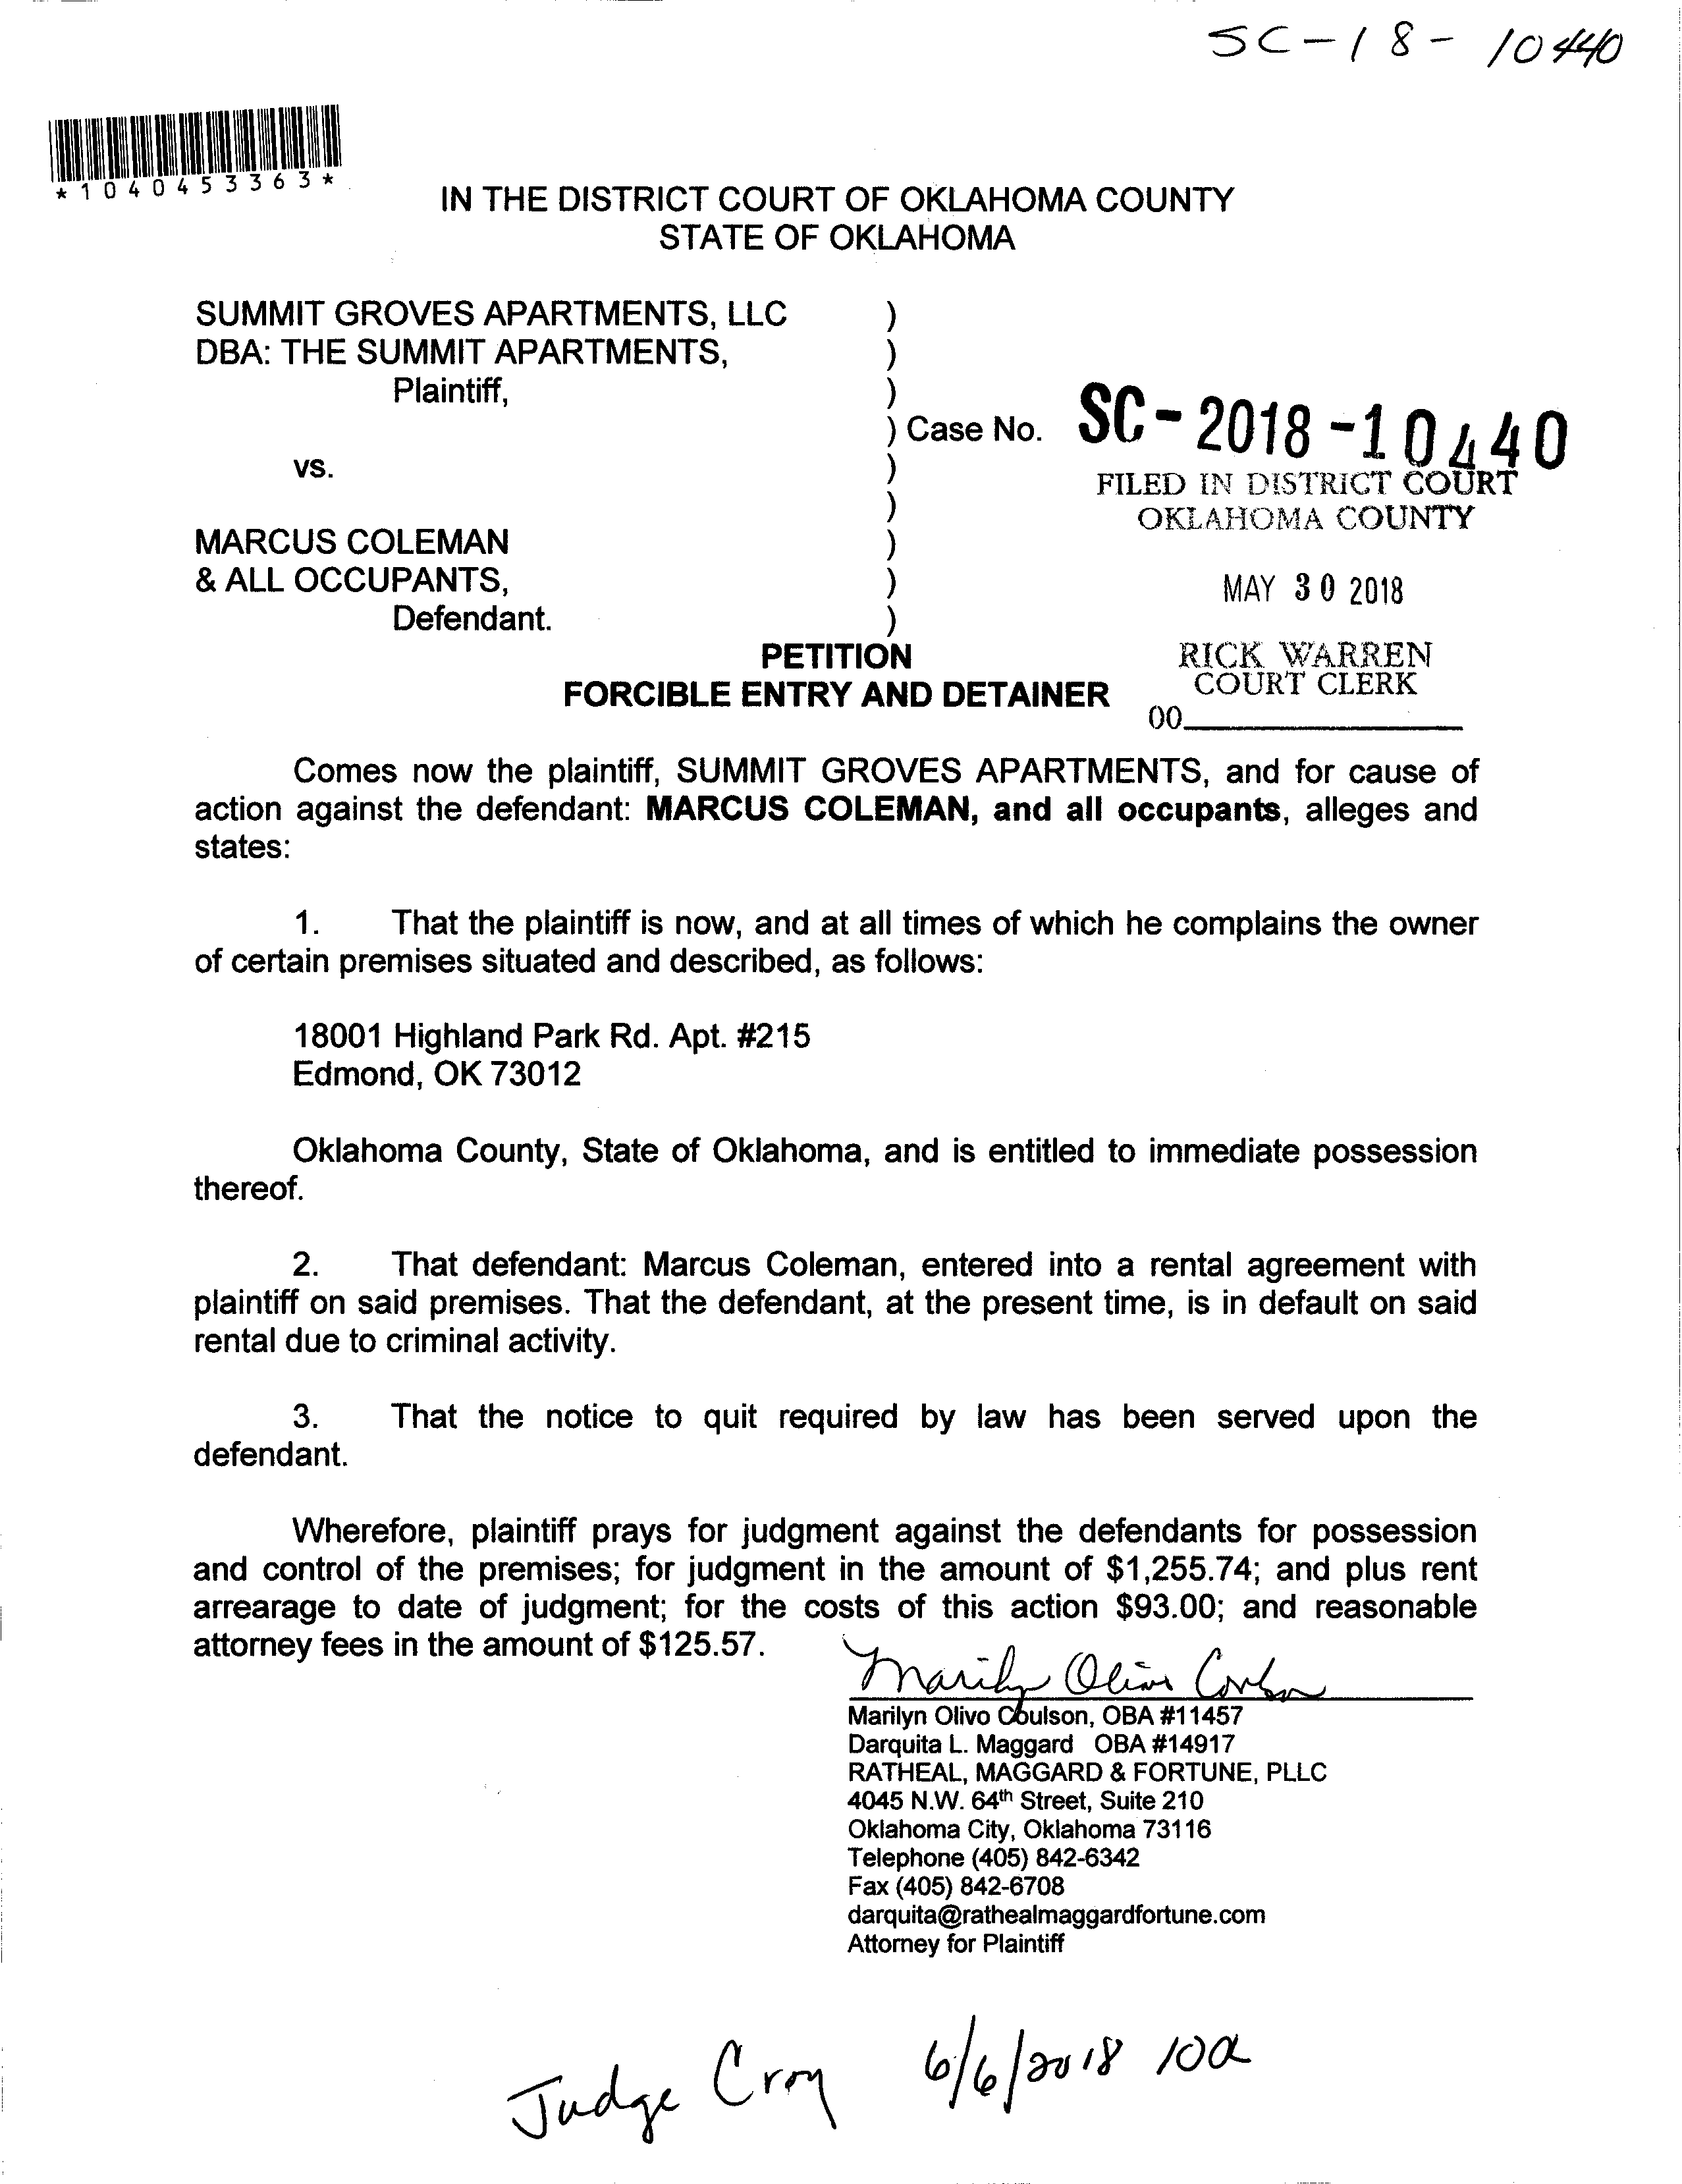 SC-18-10440
*1040453363*
IN THE DISTRICT COURT OF OKLAHOMA COUNTY
STATE OF OKLAHOMA
SUMMIT GROVES APARTMENTS, LLC )
DBA: THE SUMMIT APARTMENTS, )
Plaintiff, )
) Case No. SC-2018-10440
vs. )
FILED IN DISTRICT COURT
) OKLAHOMA COUNTY
MARCUS COLEMAN )
& ALL OCCUPANTS, ) MAY 30 2018
Defendant. )
PETITION RICK WARREN
FORCIBLE ENTRY AND DETAINER COURT CLERK
00
Comes now the plaintiff, SUMMIT GROVES APARTMENTS, and for cause of
action against the defendant: MARCUS COLEMAN, and all occupants, alleges and
states:
1. That the plaintiff is now, and at all times of which he complains the owner
of certain premises situated and described, as follows:
18001 Highland Park Rd. Apt. #215
Edmond, OK 73012
Oklahoma County, State of Oklahoma, and is entitled to immediate possession
thereof.
2. That defendant: Marcus Coleman, entered into a rental agreement with
plaintiff on said premises. That the defendant, at the present time, is in default on said
rental due to criminal activity.
3. That the notice to quit required by law has been served upon the
defendant.
Wherefore, plaintiff prays for judgment against the defendants for possession
and control of the premises; for judgment in the amount of $1,255.74; and plus rent
arrearage to date of judgment; for the costs of this action $93.00; and reasonable
attorney fees in the amount of $125.57.
Marilyn Olivo Coulson
Marilyn Olivo Coulson, OBA #11457
Darquita L. Maggard OBA #14917
RATHEAL, MAGGARD & FORTUNE, PLLC
4045 N.W. 64th Street, Suite 210
Oklahoma City, Oklahoma 73116
Telephone (405) 842-6342
Fax (405) 842-6708
darquita@rathealmaggardfortune.com
Attorney for Plaintiff
Judge Croy 6/6/2018 10a